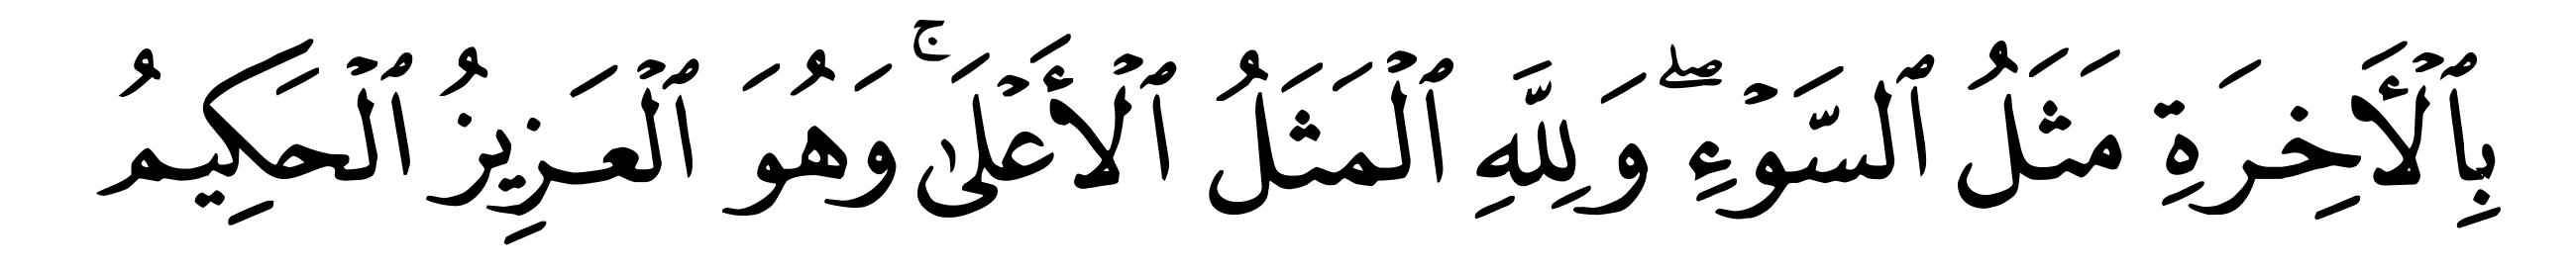 بِٱلْأَخِرَةِ مَثَلُ ٱلسَّوْءِ ۖ وَلِلَّهِ ٱلْمَثَلُ ٱلْأَعْلَىٰ ۚ وَهُوَ ٱلْعَزِيزُ ٱلْحَكِيمُ